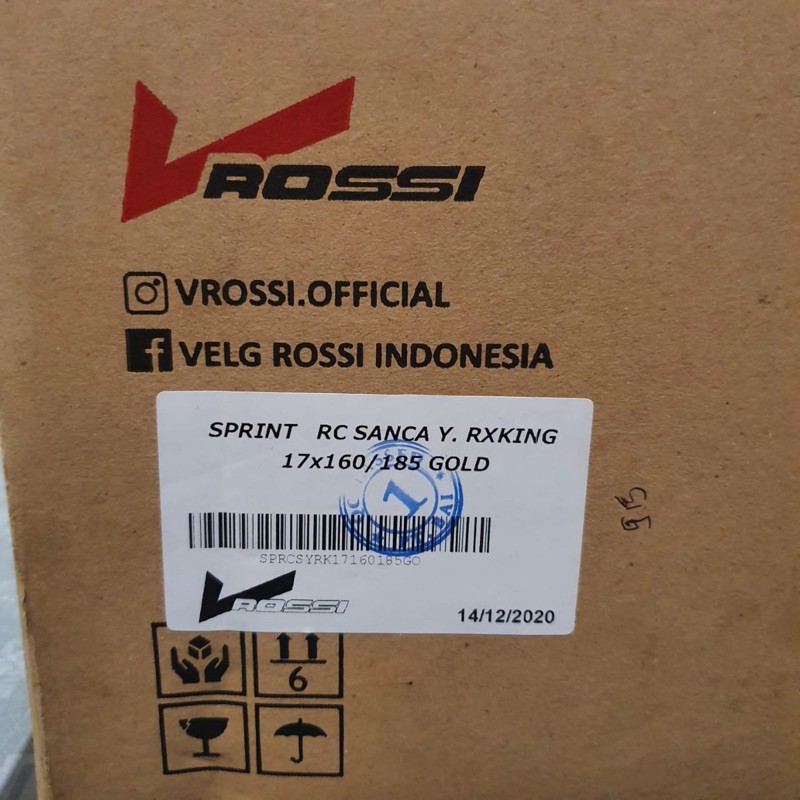 VROSSI
VROSSI.OFFICIAL
VELG ROSSI INDONESIA
SPRINT RC SANCA Y. RXKING
17x160/185 GOLD
1
SPRCSYRK17160185GO
VROSSI
14/12/2020
6